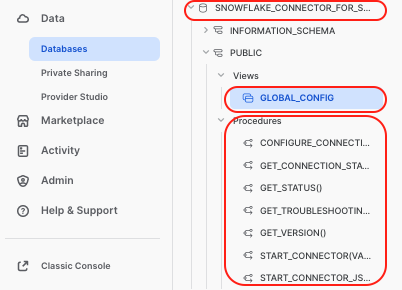 Data
Databases
Private Sharing
Provider Studio
Marketplace
Activity
Admin
Help & Support
Classic Console
SNOWFLAKE_CONNECTOR_FOR_S...
INFORMATION_SCHEMA
PUBLIC
Views
GLOBAL_CONFIG
Procedures
CONFIGURE_CONNECTI...
GET_CONNECTION_STA...
GET_STATUS()
GET_TROUBLESHOOTIN...
GET_VERSION()
START_CONNECTOR(VA...
START_CONNECTOR_JS...